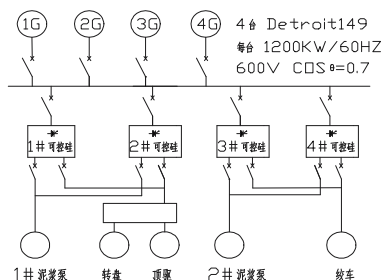 1G 2G 3G 4G
4台 Detroit149
每台 1200KW/60HZ
600V COSθ=0.7
1#可控硅 2#可控硅 3#可控硅 4#可控硅
1#泥浆泵 转盘 顶驱 2#泥浆泵 绞车